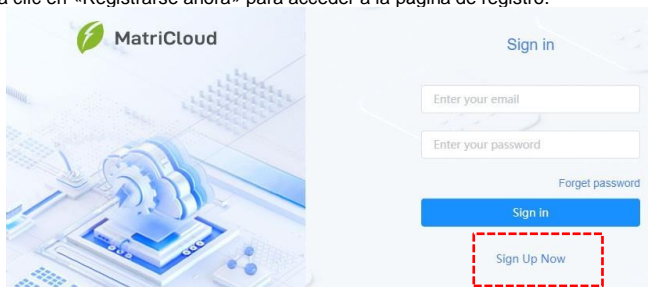 clic en «Registrarse ahora» para acceder a la página de registro.
MatriCloud
Sign in
Enter your email
Enter your password
Forget password
Sign in
Sign Up Now